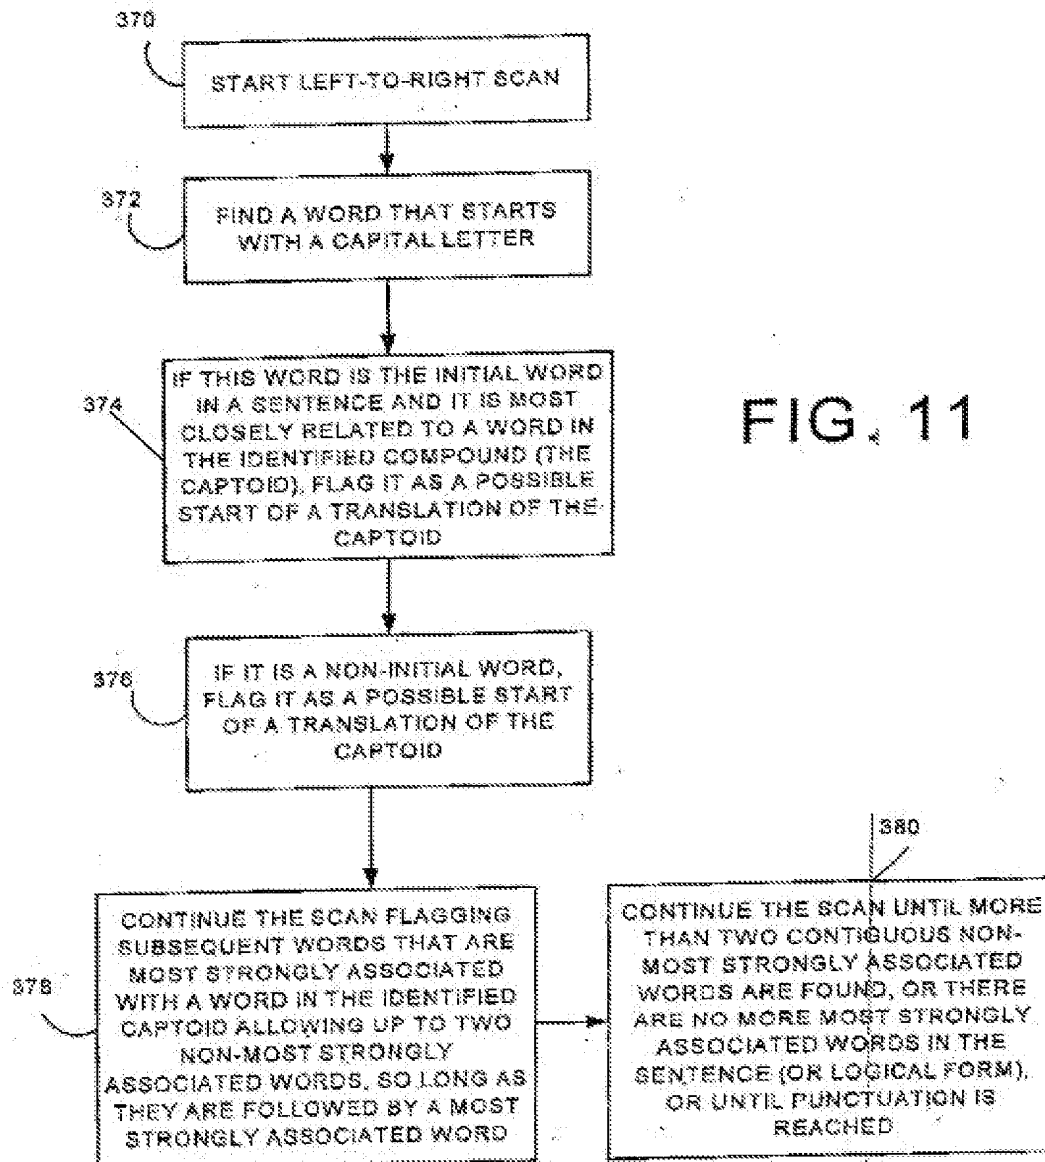 370
START LEFT-TO-RIGHT SCAN
372
FIND A WORD THAT STARTS
WITH A CAPITAL LETTER
374
IF THIS WORD IS THE INITIAL WORD
IN A SENTENCE AND IT IS MOST
CLOSELY RELATED TO A WORD IN
THE IDENTIFIED COMPOUND (THE
CAPTOID), FLAG IT AS A POSSIBLE
START OF A TRANSLATION OF THE
CAPTOID
FIG. 11
376
IF IT IS A NON-INITIAL WORD,
FLAG IT AS A POSSIBLE START
OF A TRANSLATION OF THE
CAPTOID
378
CONTINUE THE SCAN FLAGGING
SUBSEQUENT WORDS THAT ARE
MOST STRONGLY ASSOCIATED
WITH A WORD IN THE IDENTIFIED
CAPTOID ALLOWING UP TO TWO
NON-MOST STRONGLY
ASSOCIATED WORDS, SO LONG AS
THEY ARE FOLLOWED BY A MOST
STRONGLY ASSOCIATED WORD
380
CONTINUE THE SCAN UNTIL MORE
THAN TWO CONTIGUOUS NON-
MOST STRONGLY ASSOCIATED
WORDS ARE FOUND, OR THERE
ARE NO MORE MOST STRONGLY
ASSOCIATED WORDS IN THE
SENTENCE (OR LOGICAL FORM),
OR UNTIL PUNCTUATION IS
REACHED